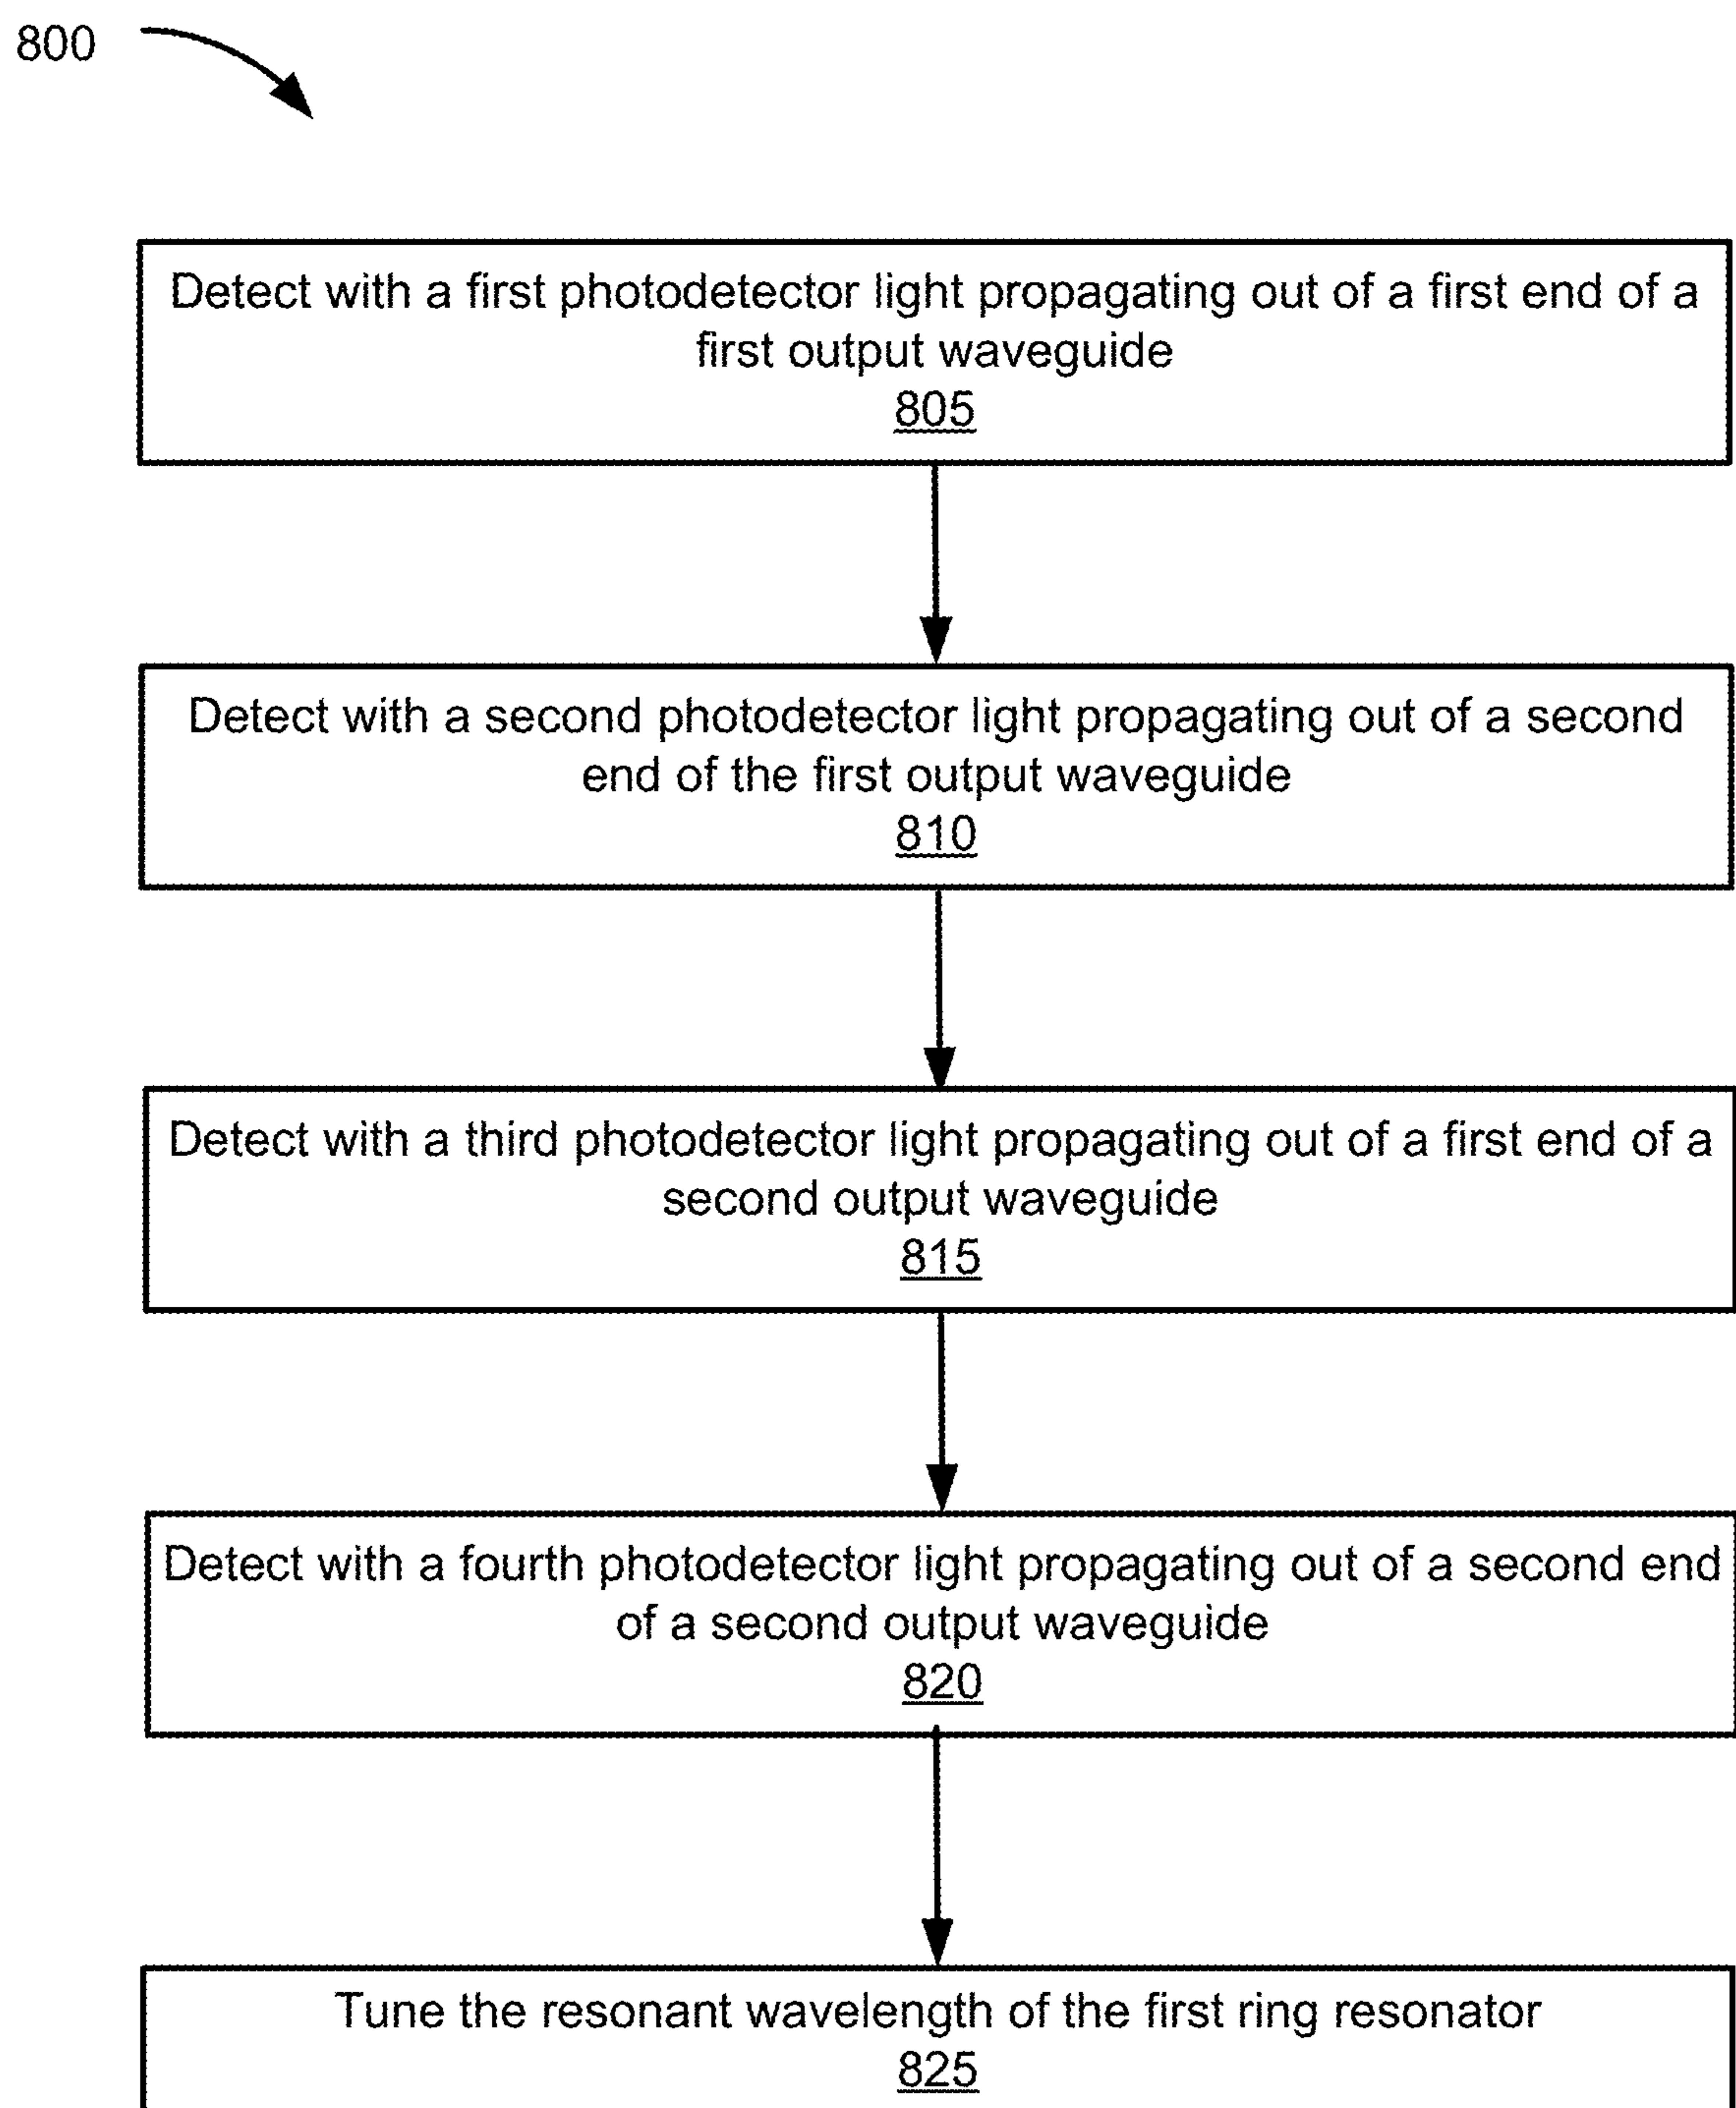 800
Detect with a first photodetector light propagating out of a first end of a
first output waveguide
805
Detect with a second photodetector light propagating out of a second
end of the first output waveguide
810
Detect with a third photodetector light propagating out of a first end of a
second output waveguide
815
Detect with a fourth photodetector light propagating out of a second end
of a second output waveguide
820
Tune the resonant wavelength of the first ring resonator
825